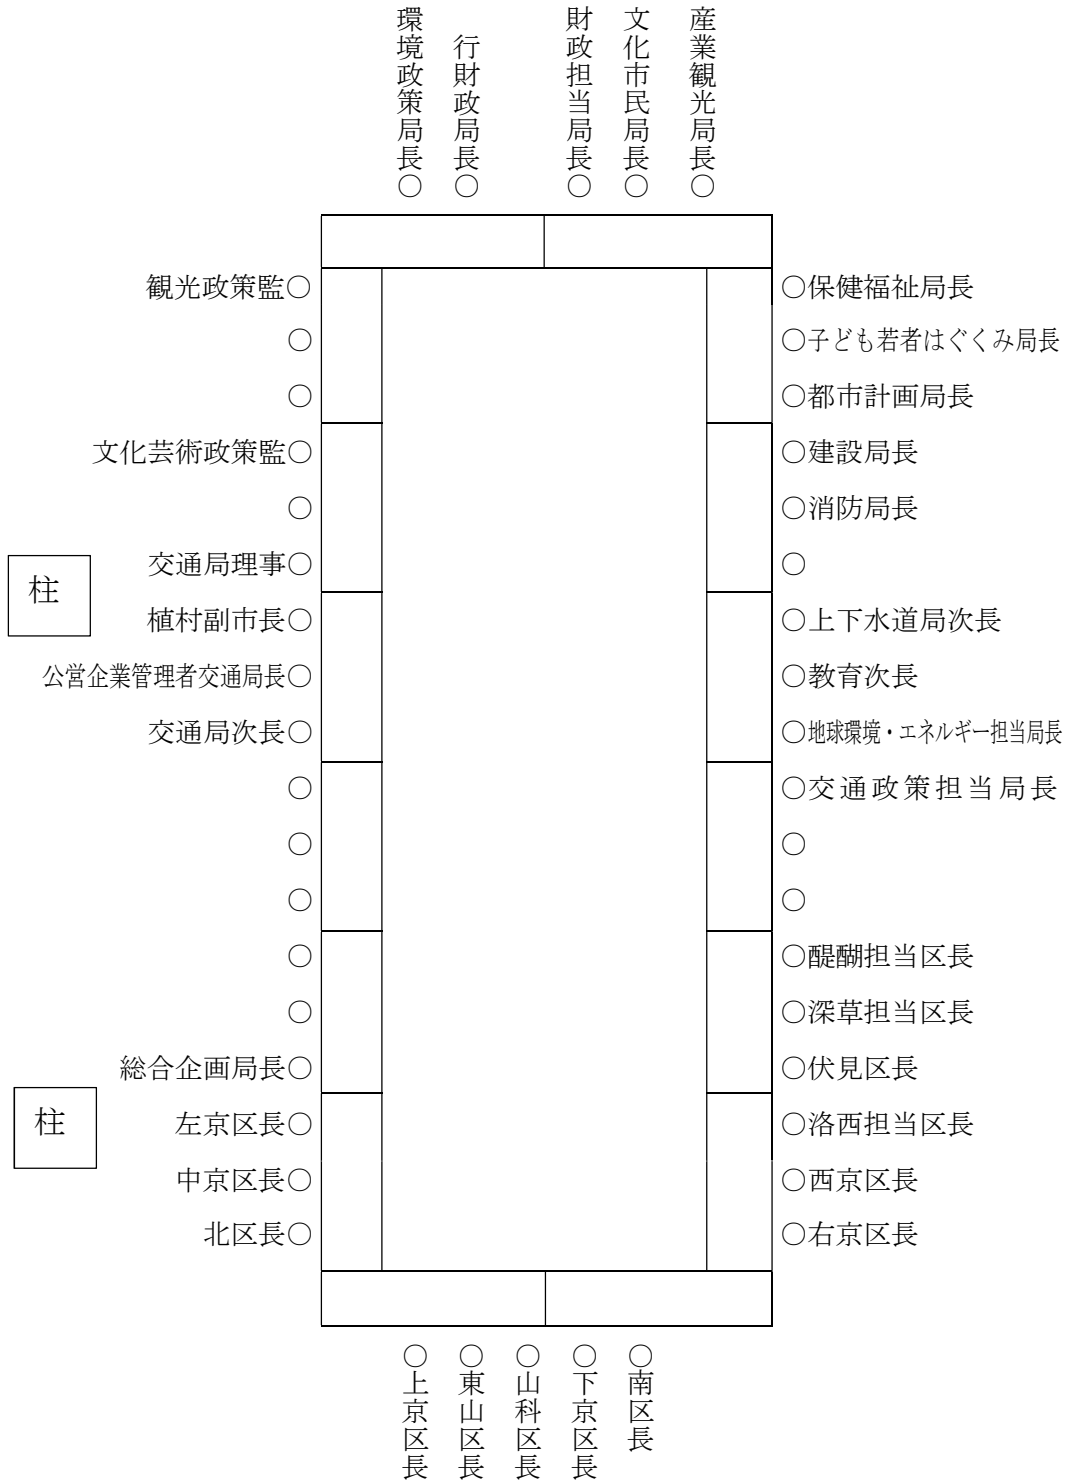 環境政策局長○
行財政局長○
財政担当局長○
文化市民局長○
産業観光局長○
観光政策監○
○保健福祉局長
○
○子ども若者はぐくみ局長
○
○都市計画局長
文化芸術政策監○
○建設局長
○
○消防局長
柱
交通局理事○
○
植村副市長○
○上下水道局次長
公営企業管理者交通局長○
○教育次長
交通局次長○
○地球環境・エネルギー担当局長
○
○交通政策担当局長
○
○
○
○
○
○醍醐担当区長
○
○深草担当区長
総合企画局長○
○伏見区長
柱
左京区長○
○洛西担当区長
中京区長○
○西京区長
北区長○
○右京区長
○上京区長
○東山区長
○山科区長
○下京区長
○南区長